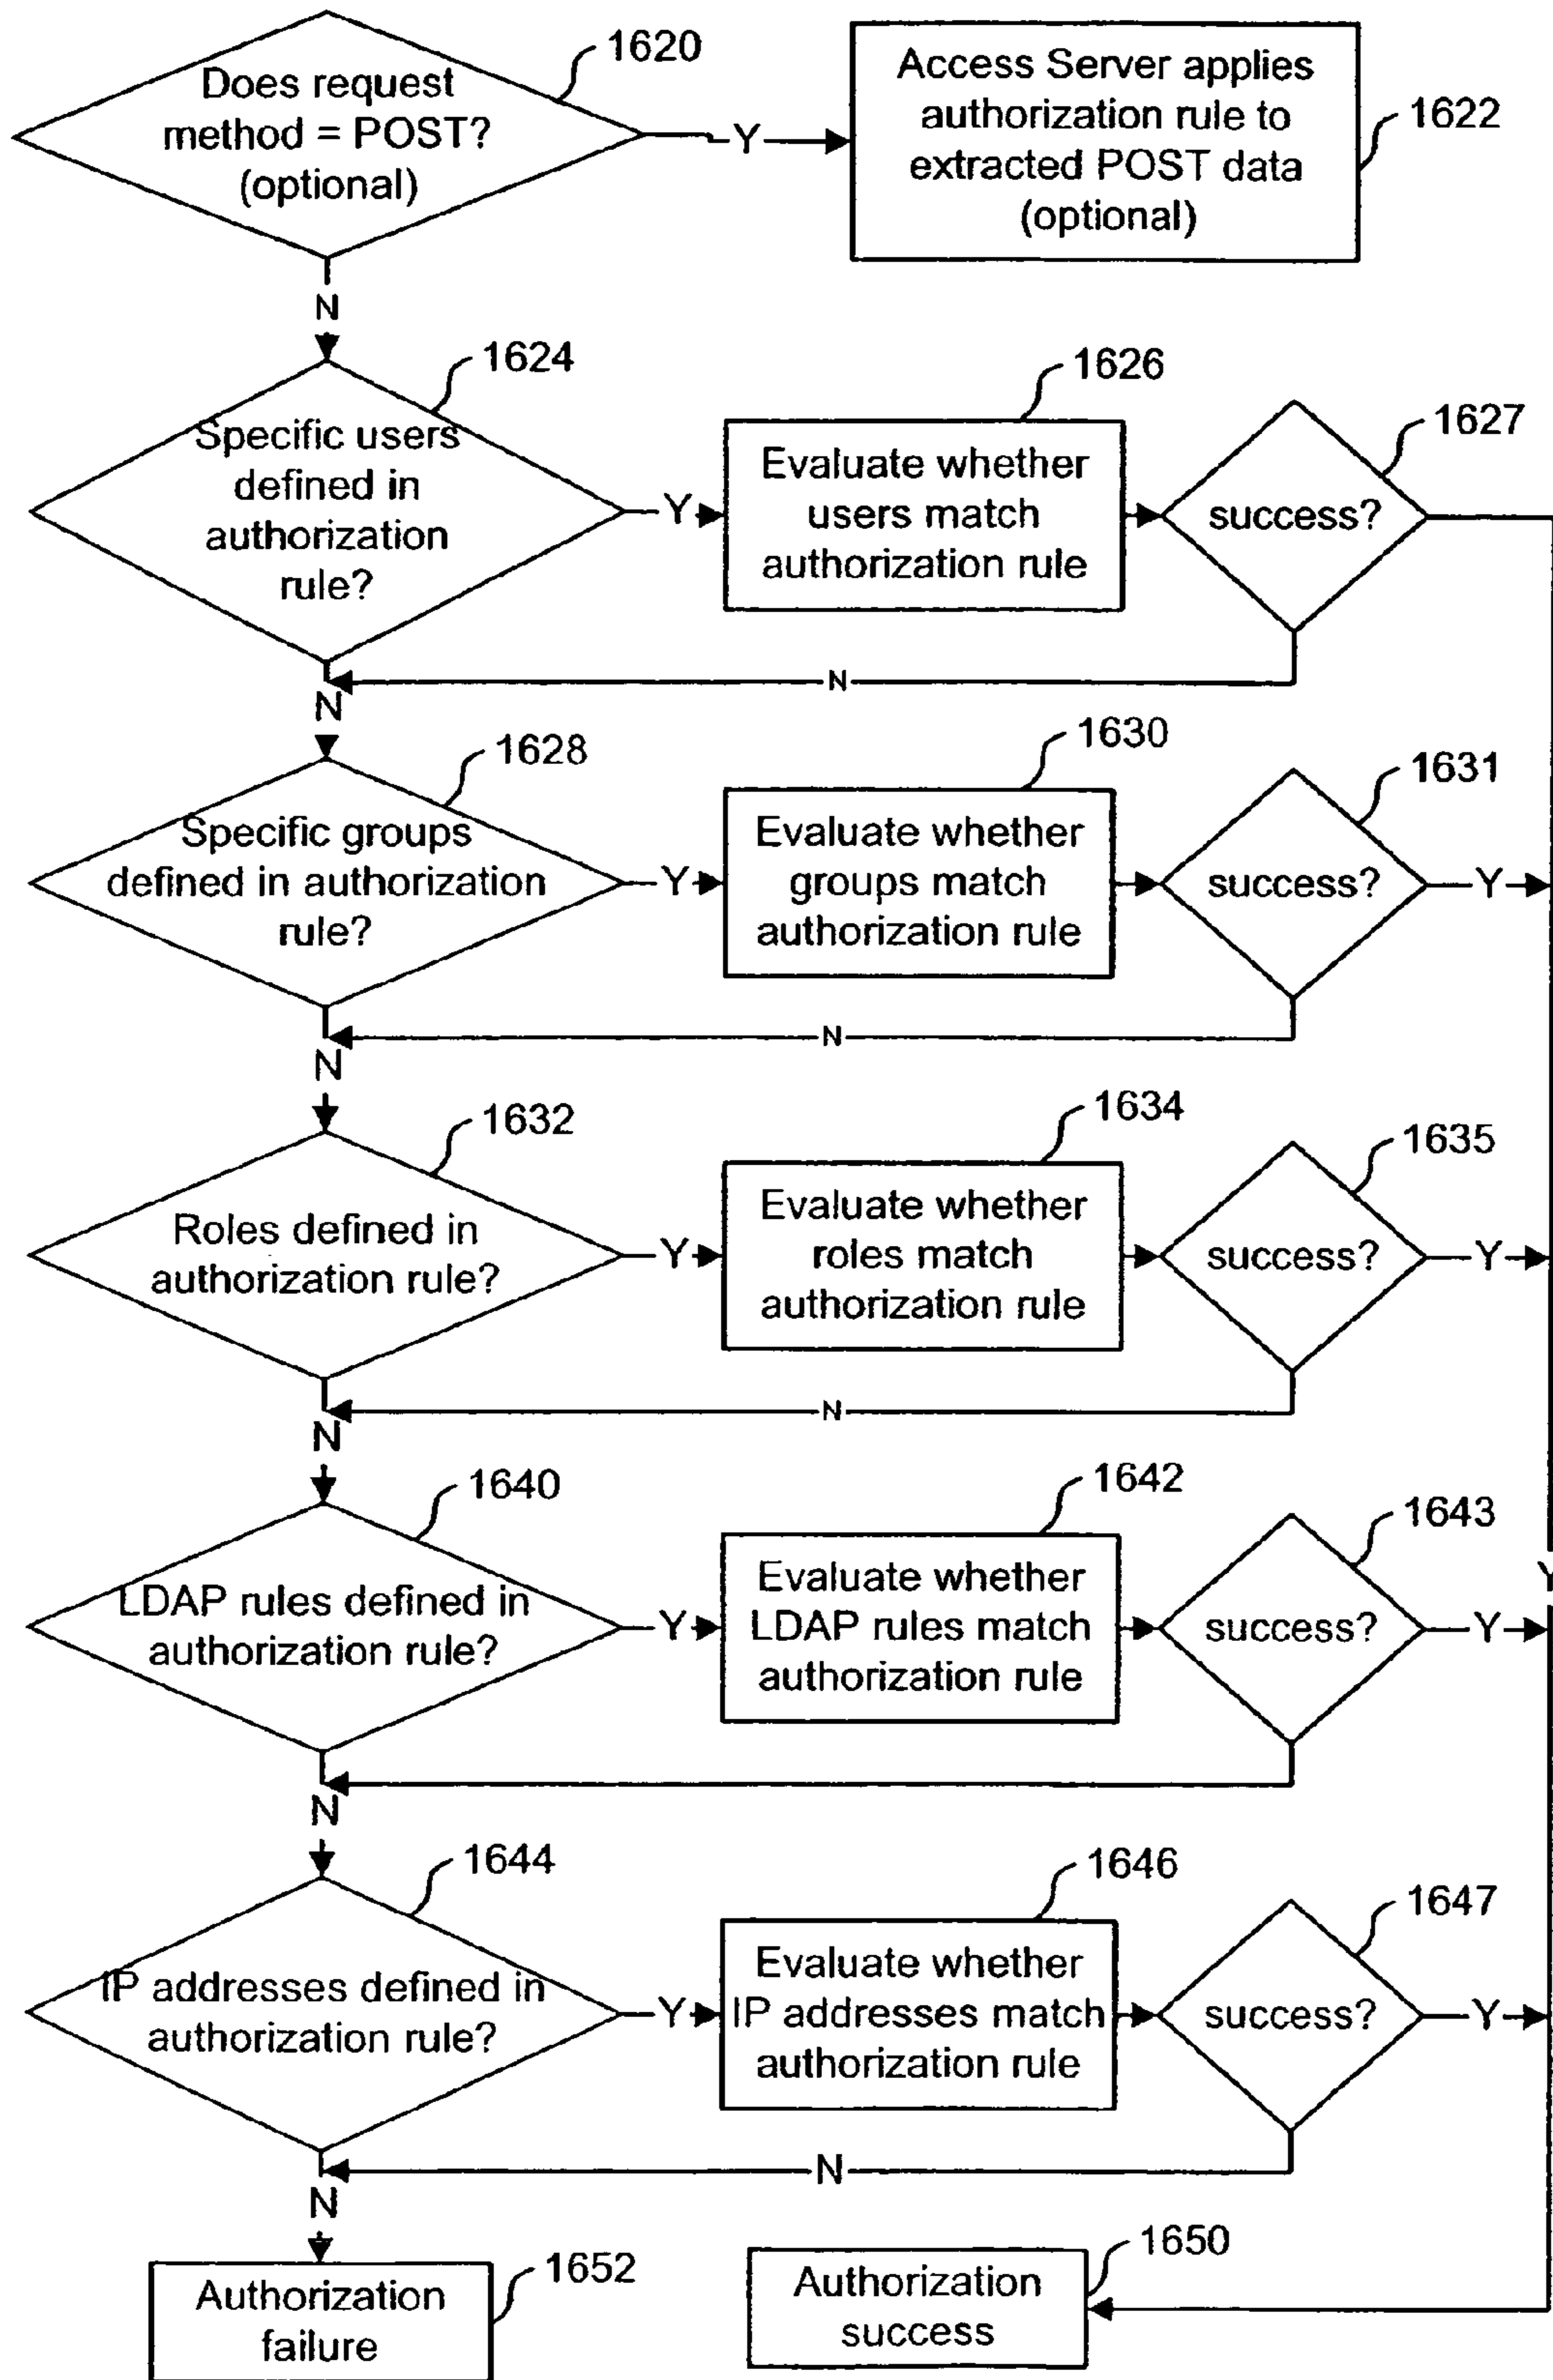 Does request
method = POST?
(optional)
1620
Y
Access Server applies
authorization rule to
extracted POST data
(optional)
1622
N
Specific users
defined in
authorization
rule?
1624
Y
Evaluate whether
users match
authorization rule
1626
success?
1627
N
N
Specific groups
defined in authorization
rule?
1628
Y
Evaluate whether
groups match
authorization rule
1630
success?
1631
Y
N
N
Roles defined in
authorization rule?
1632
Y
Evaluate whether
roles match
authorization rule
1634
success?
1635
Y
N
N
LDAP rules defined in
authorization rule?
1640
Y
Evaluate whether
LDAP rules match
authorization rule
1642
success?
1643
Y
Y
N
IP addresses defined in
authorization rule?
1644
Y
Evaluate whether
IP addresses match
authorization rule
1646
success?
1647
Y
N
N
Authorization
failure
1652
Authorization
success
1650